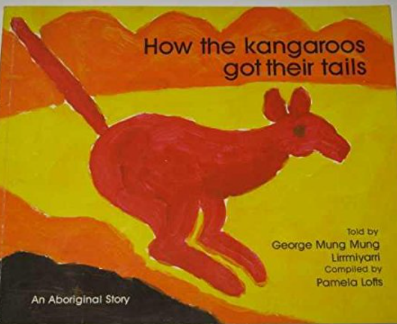 How the kangaroos
got their tails
Told by
George Mung Mung
Lirrmiyarri
Compiled by
Pamela Lofts
An Aboriginal Story